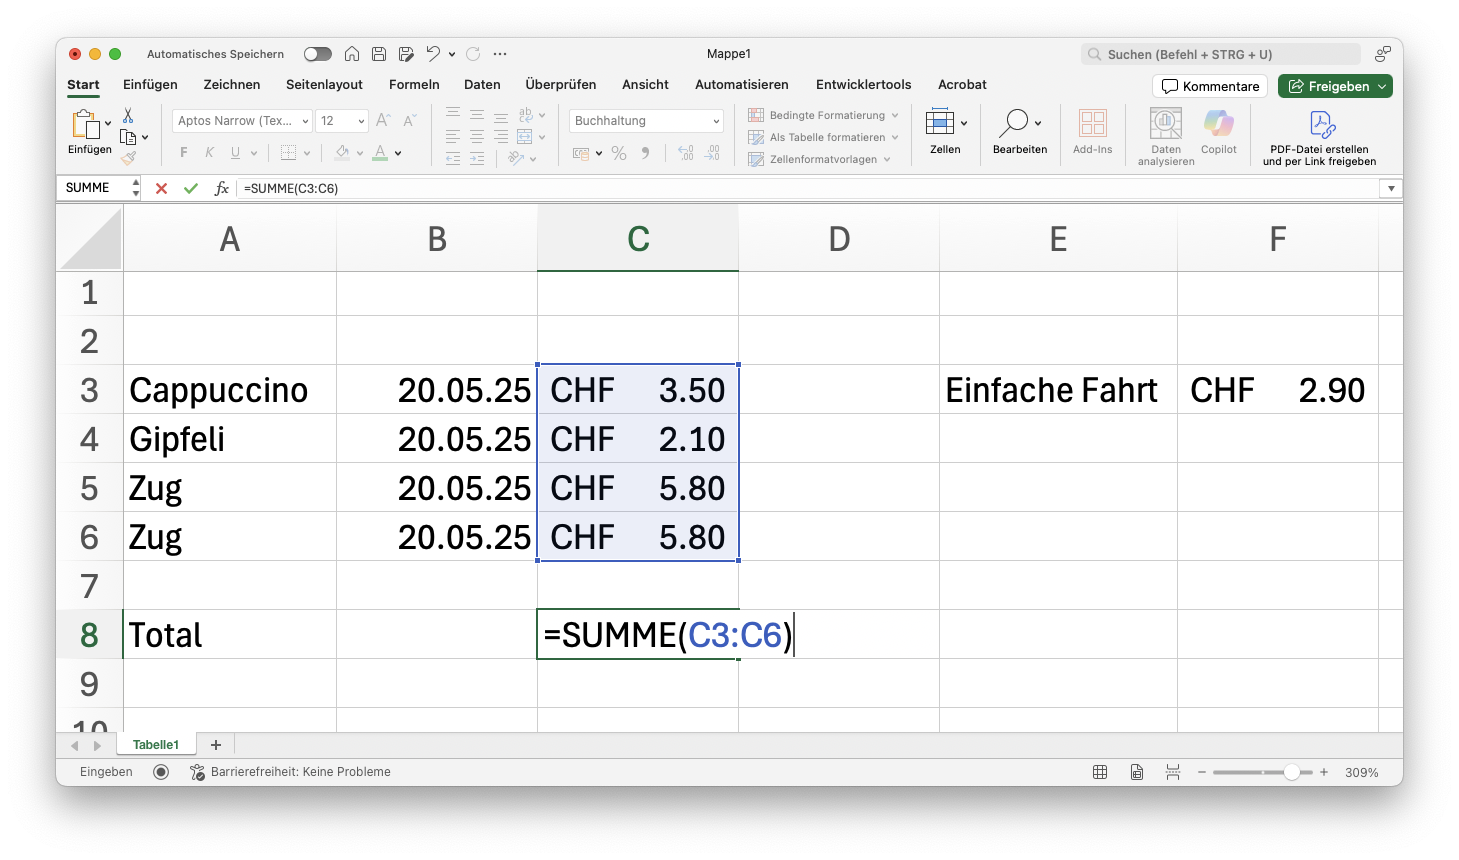 Automatisches Speichern
Mappe1
Suchen (Befehl + STRG + U)
Start Einfügen Zeichnen Seitenlayout Formeln Daten Überprüfen Ansicht Automatisieren Entwicklertools Acrobat
Kommentare
Freigeben
Einfügen
Aptos Narrow (Tex... 12
F K U
A
ab
Buchhaltung
%
Bedingte Formatierung
Als Tabelle formatieren
Zellenformatvorlagen
Zellen
Bearbeiten
Add-Ins
Daten
analysieren
Copilot
PDF-Datei erstellen
und per Link freigeben
SUMME fx =SUMME(C3:C6)
A B C D E F
1
2
3 Cappuccino 20.05.25 CHF 3.50 Einfache Fahrt CHF 2.90
4 Gipfeli 20.05.25 CHF 2.10
5 Zug 20.05.25 CHF 5.80
6 Zug 20.05.25 CHF 5.80
7
8 Total =SUMME(C3:C6)
9
10
Tabelle1 +
Eingeben Barrierefreiheit: Keine Probleme
309%